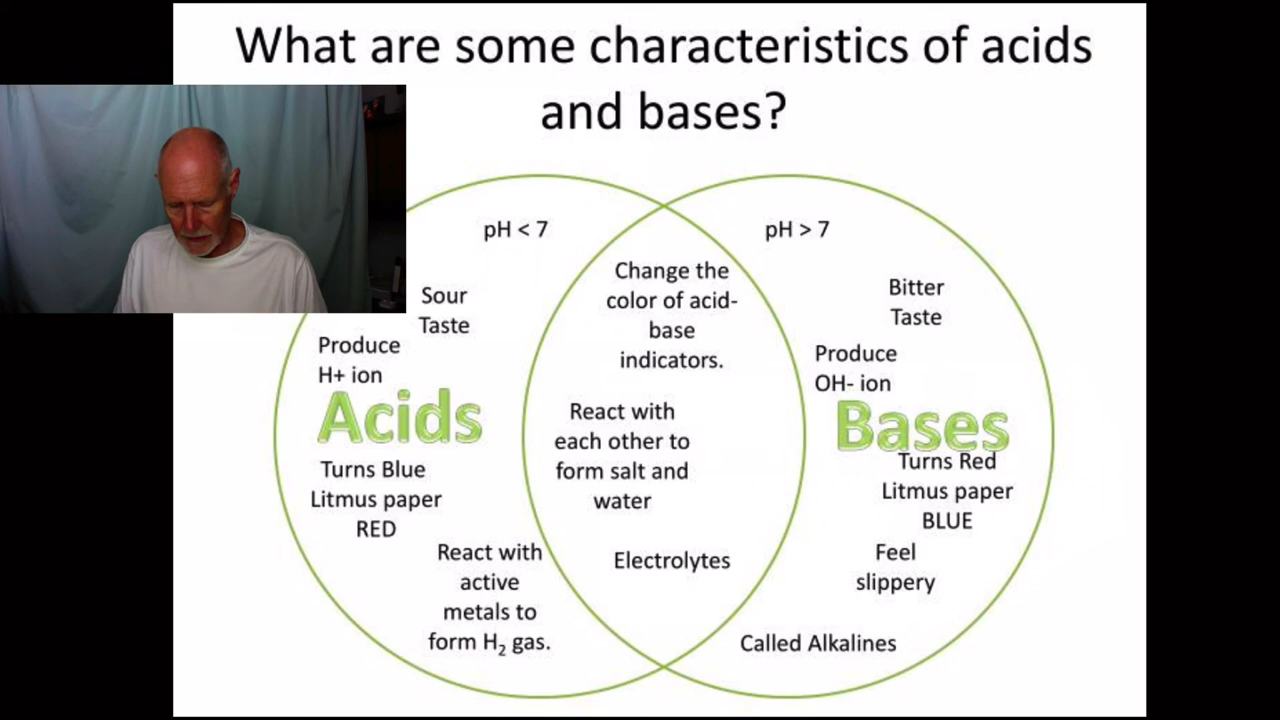 What are some characteristics of acids
and bases?
pH < 7
Sour
Taste
Produce
H+ ion
Acids
Turns Blue
Litmus paper
RED
React with
active
metals to
form H₂ gas.
Change the
color of acid-
base
indicators.
React with
each other to
form salt and
water
Electrolytes
pH > 7
Bitter
Taste
Produce
OH- ion
Bases
Turns Red
Litmus paper
BLUE
Feel
slippery
Called Alkalines